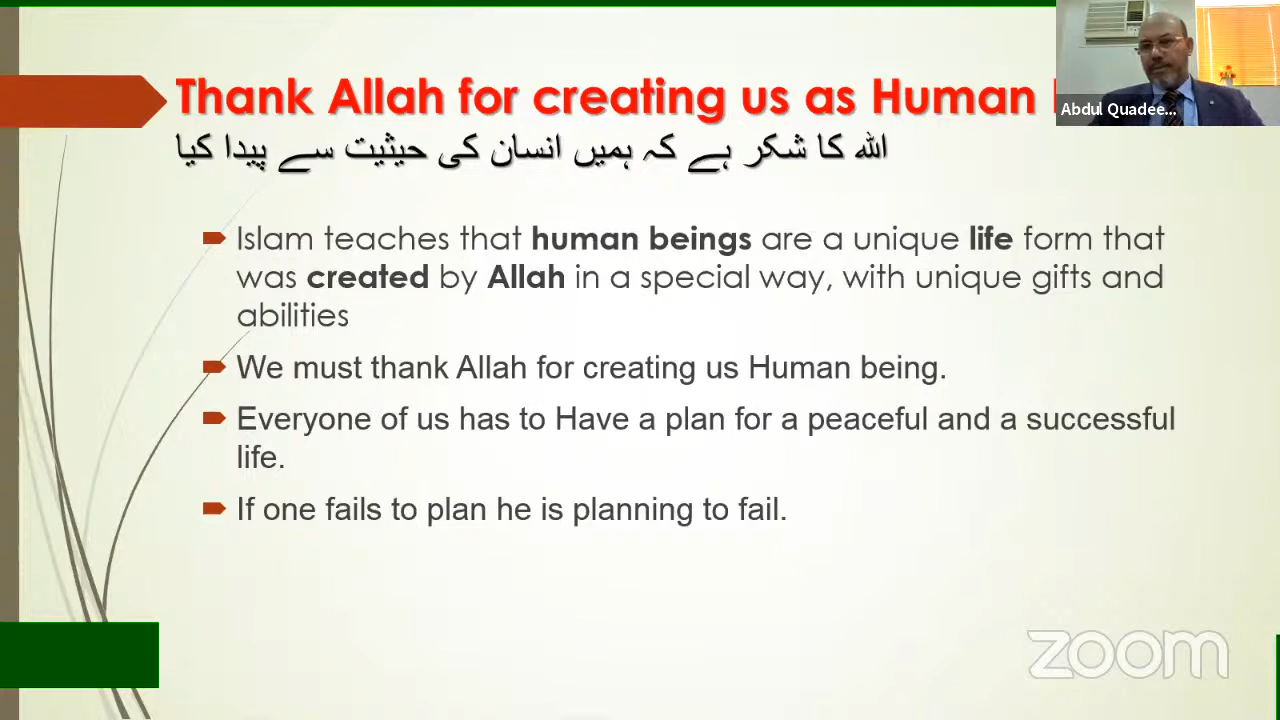 Thank Allah for creating us as Human
اللہ کا شکر ہے کہ ہمیں انسان کی حیثیت سے پیدا کیا
Abdul Quadee...
Islam teaches that human beings are a unique life form that
was created by Allah in a special way, with unique gifts and
abilities
We must thank Allah for creating us Human being.
Everyone of us has to Have a plan for a peaceful and a successful
life.
If one fails to plan he is planning to fail.
zoom